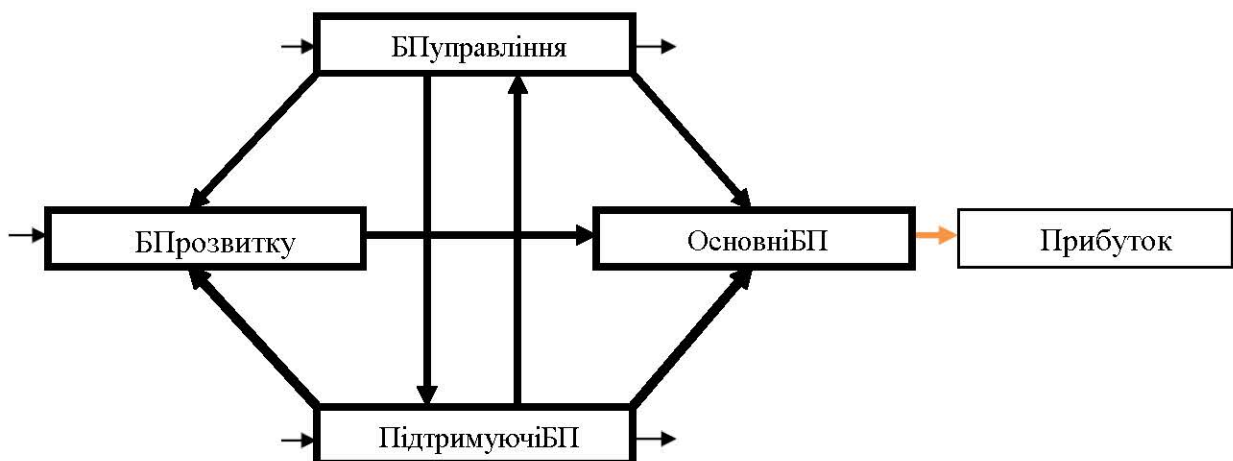 БПуправління
БПрозвитку
ОсновніБП
Прибуток
ПідтримуючіБП